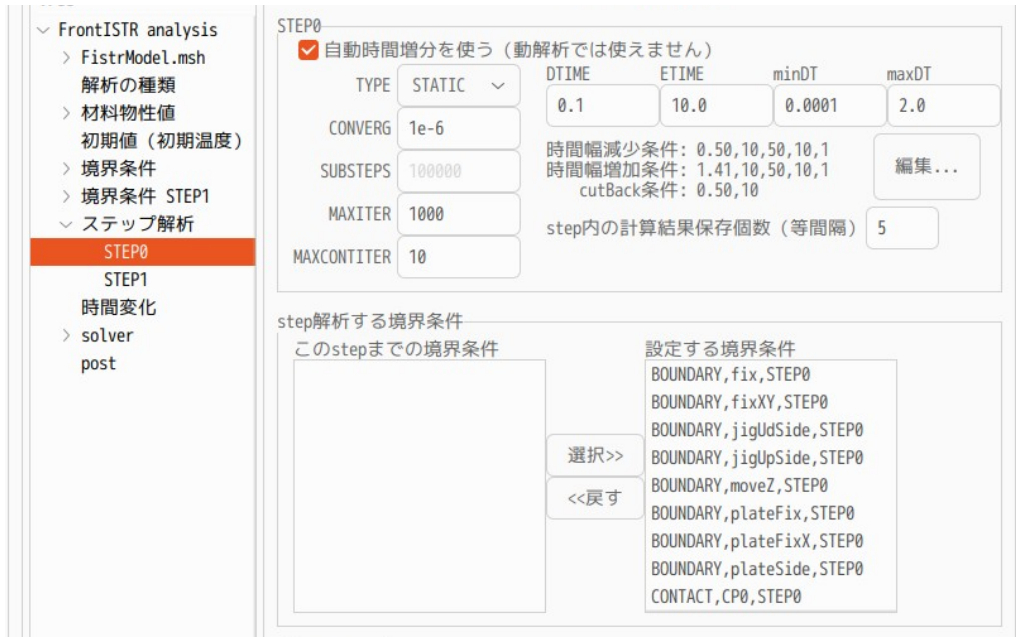 FrontISTR analysis
FistrModel.msh
解析の種類
材料物性値
初期値（初期温度）
境界条件
境界条件 STEP1
ステップ解析
STEP0
STEP1
時間変化
solver
post
STEP0
自動時間増分を使う（動解析では使えません）
TYPE STATIC
CONVERG 1e-6
SUBSTEPS 100000
MAXITER 1000
MAXCONTITER 10
DTIME ETIME minDT maxDT
0.1 10.0 0.0001 2.0
時間幅減少条件: 0.50,10,50,10,1
時間幅増加条件: 1.41,10,50,10,1
cutBack条件: 0.50,10
編集...
step内の計算結果保存個数（等間隔） 5
step解析する境界条件
このstepまでの境界条件
選択>>
<<戻す
設定する境界条件
BOUNDARY,fix,STEP0
BOUNDARY,fixXY,STEP0
BOUNDARY,jigUdSide,STEP0
BOUNDARY,jigUpSide,STEP0
BOUNDARY,moveZ,STEP0
BOUNDARY,plateFix,STEP0
BOUNDARY,plateFixX,STEP0
BOUNDARY,plateSide,STEP0
CONTACT,CP0,STEP0